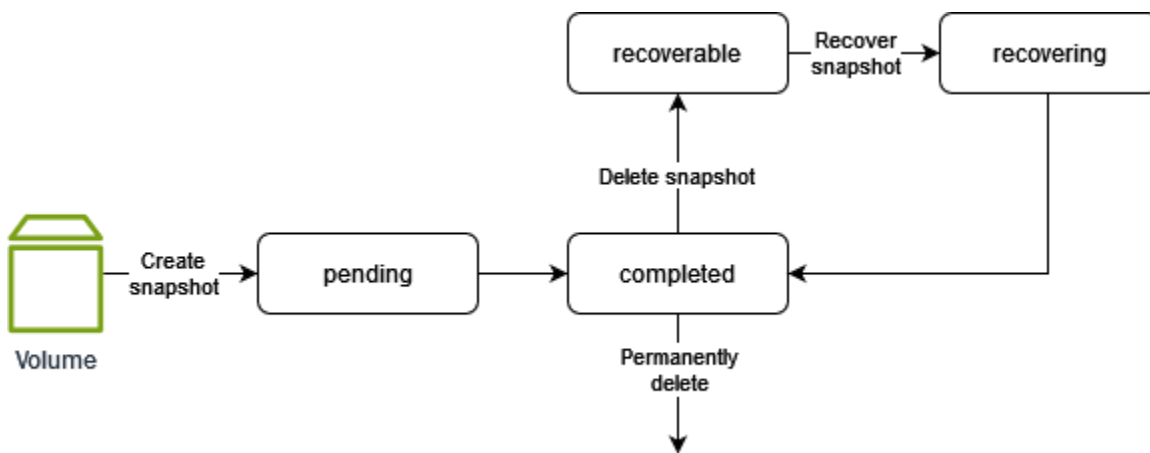 recoverable
Recover
snapshot
recovering
Delete snapshot
Create
snapshot
pending
completed
Volume
Permanently
delete